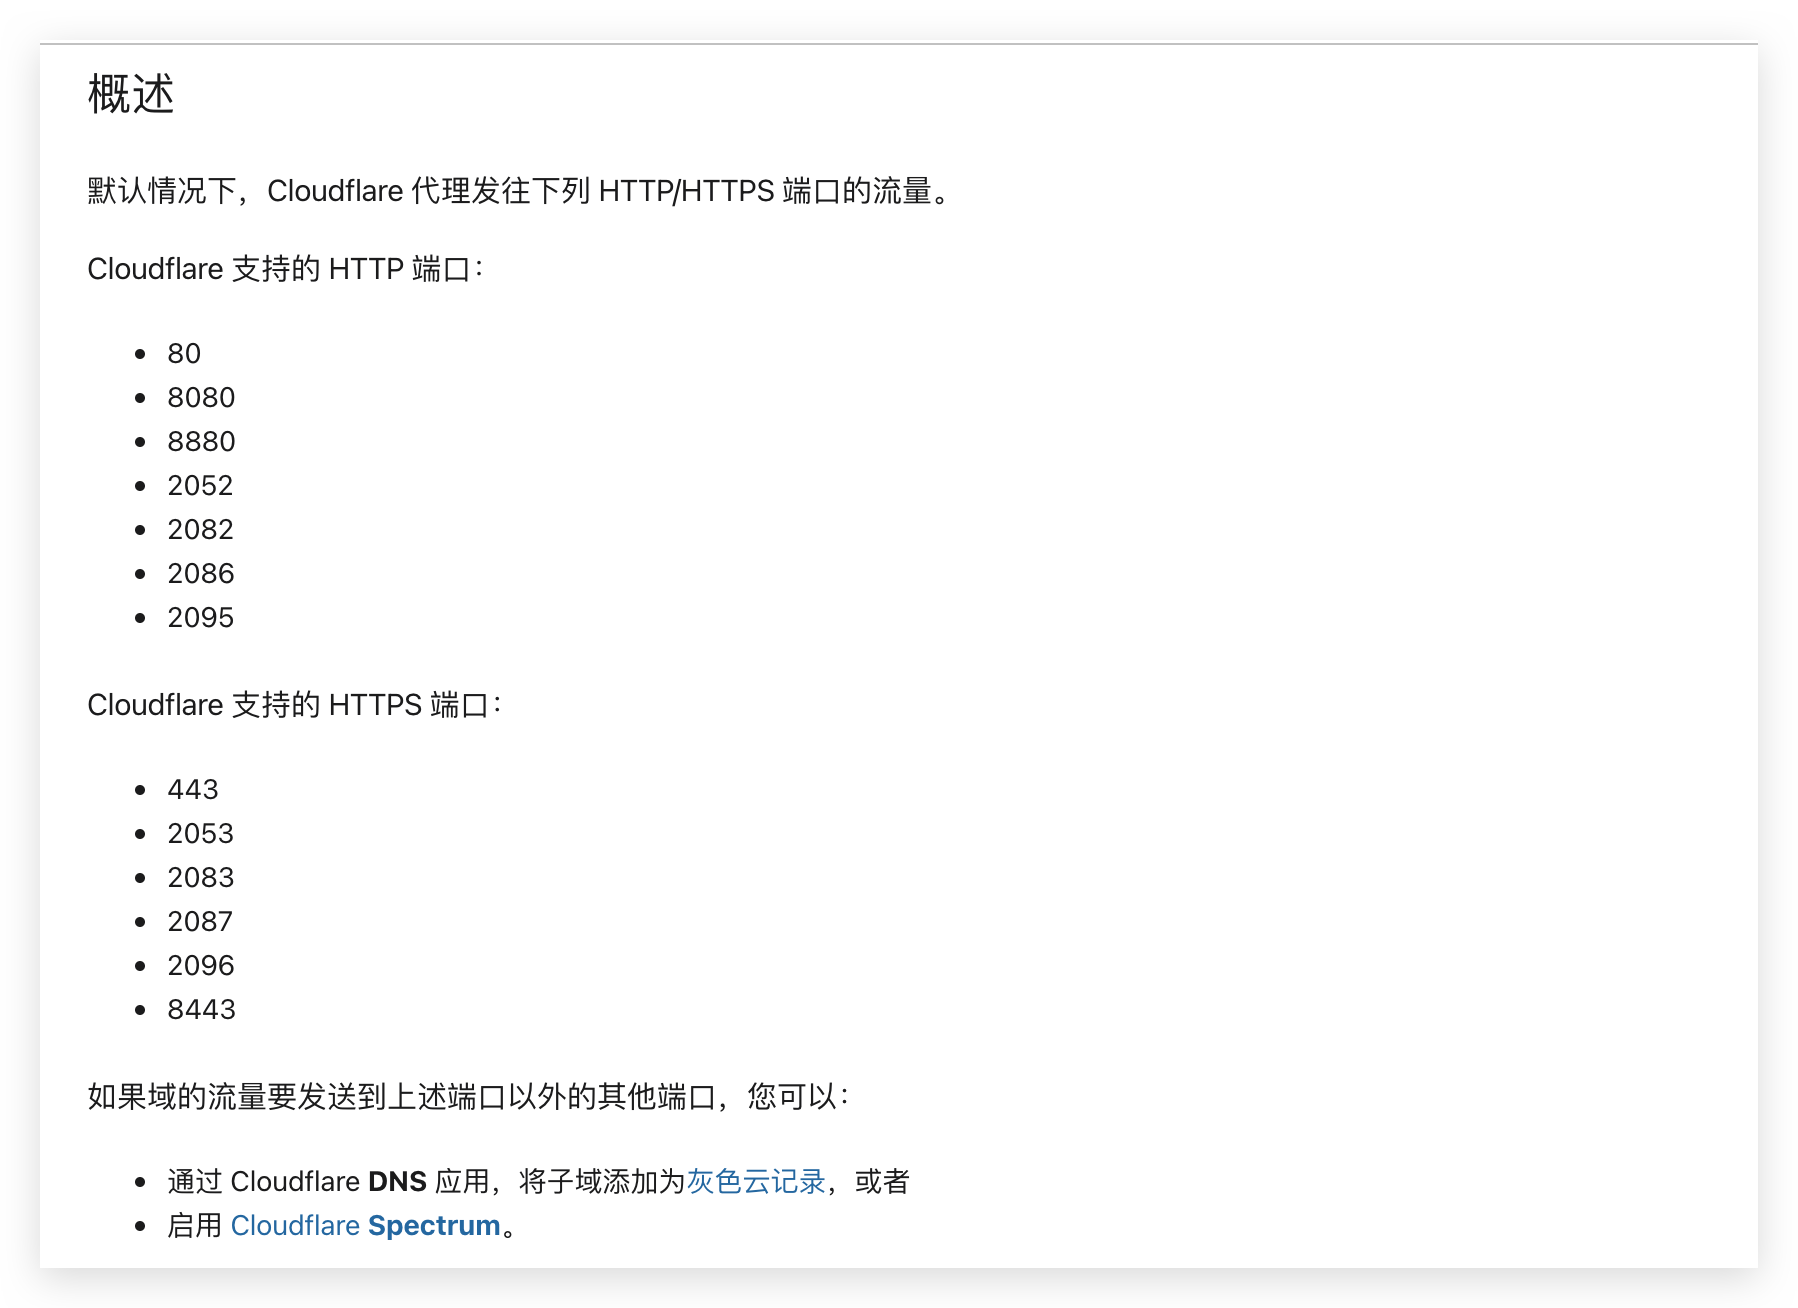 概述
默认情况下，Cloudflare 代理发往下列 HTTP/HTTPS 端口的流量。
Cloudflare 支持的 HTTP 端口：
80
8080
8880
2052
2082
2086
2095
Cloudflare 支持的 HTTPS 端口：
443
2053
2083
2087
2096
8443
如果域的流量要发送到上述端口以外的其他端口，您可以：
通过 Cloudflare DNS 应用，将子域添加为灰色云记录，或者
启用 Cloudflare Spectrum。